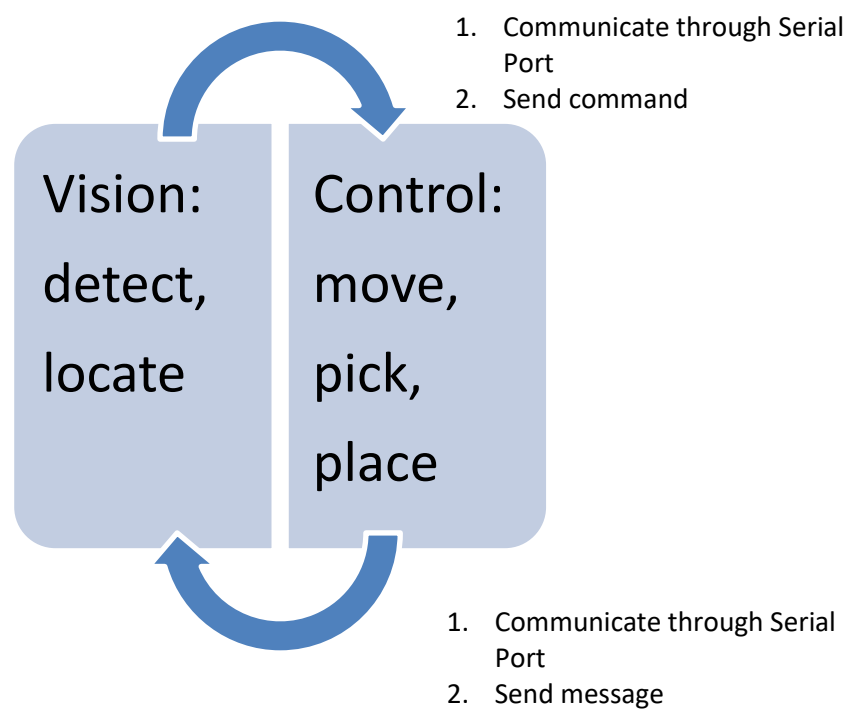 1. Communicate through Serial
Port
2. Send command
Vision:
detect,
locate
Control:
move,
pick,
place
1. Communicate through Serial
Port
2. Send message